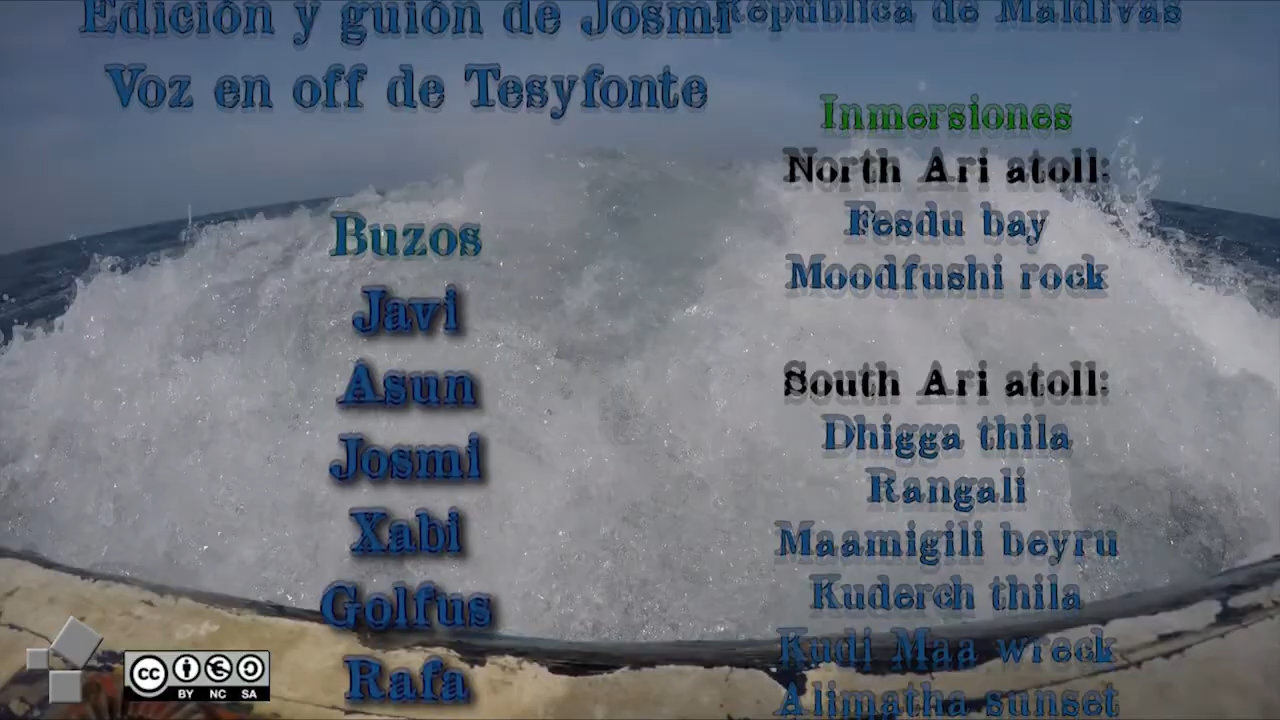 Edición y guión de Josmi
Voz en off de Tesyfonte
Buzos
Javi
Asun
Josmi
Xabi
Golfus
Rafa
República de Maldivas
Inmersiones
North Ari atoll:
Fesdu bay
Moodfushi rock
South Ari atoll:
Dhigga thila
Rangali
Maamigili beyru
Kuderch thila
Kudi Maa wreck
Alimatha sunset
cc
BY NC SA